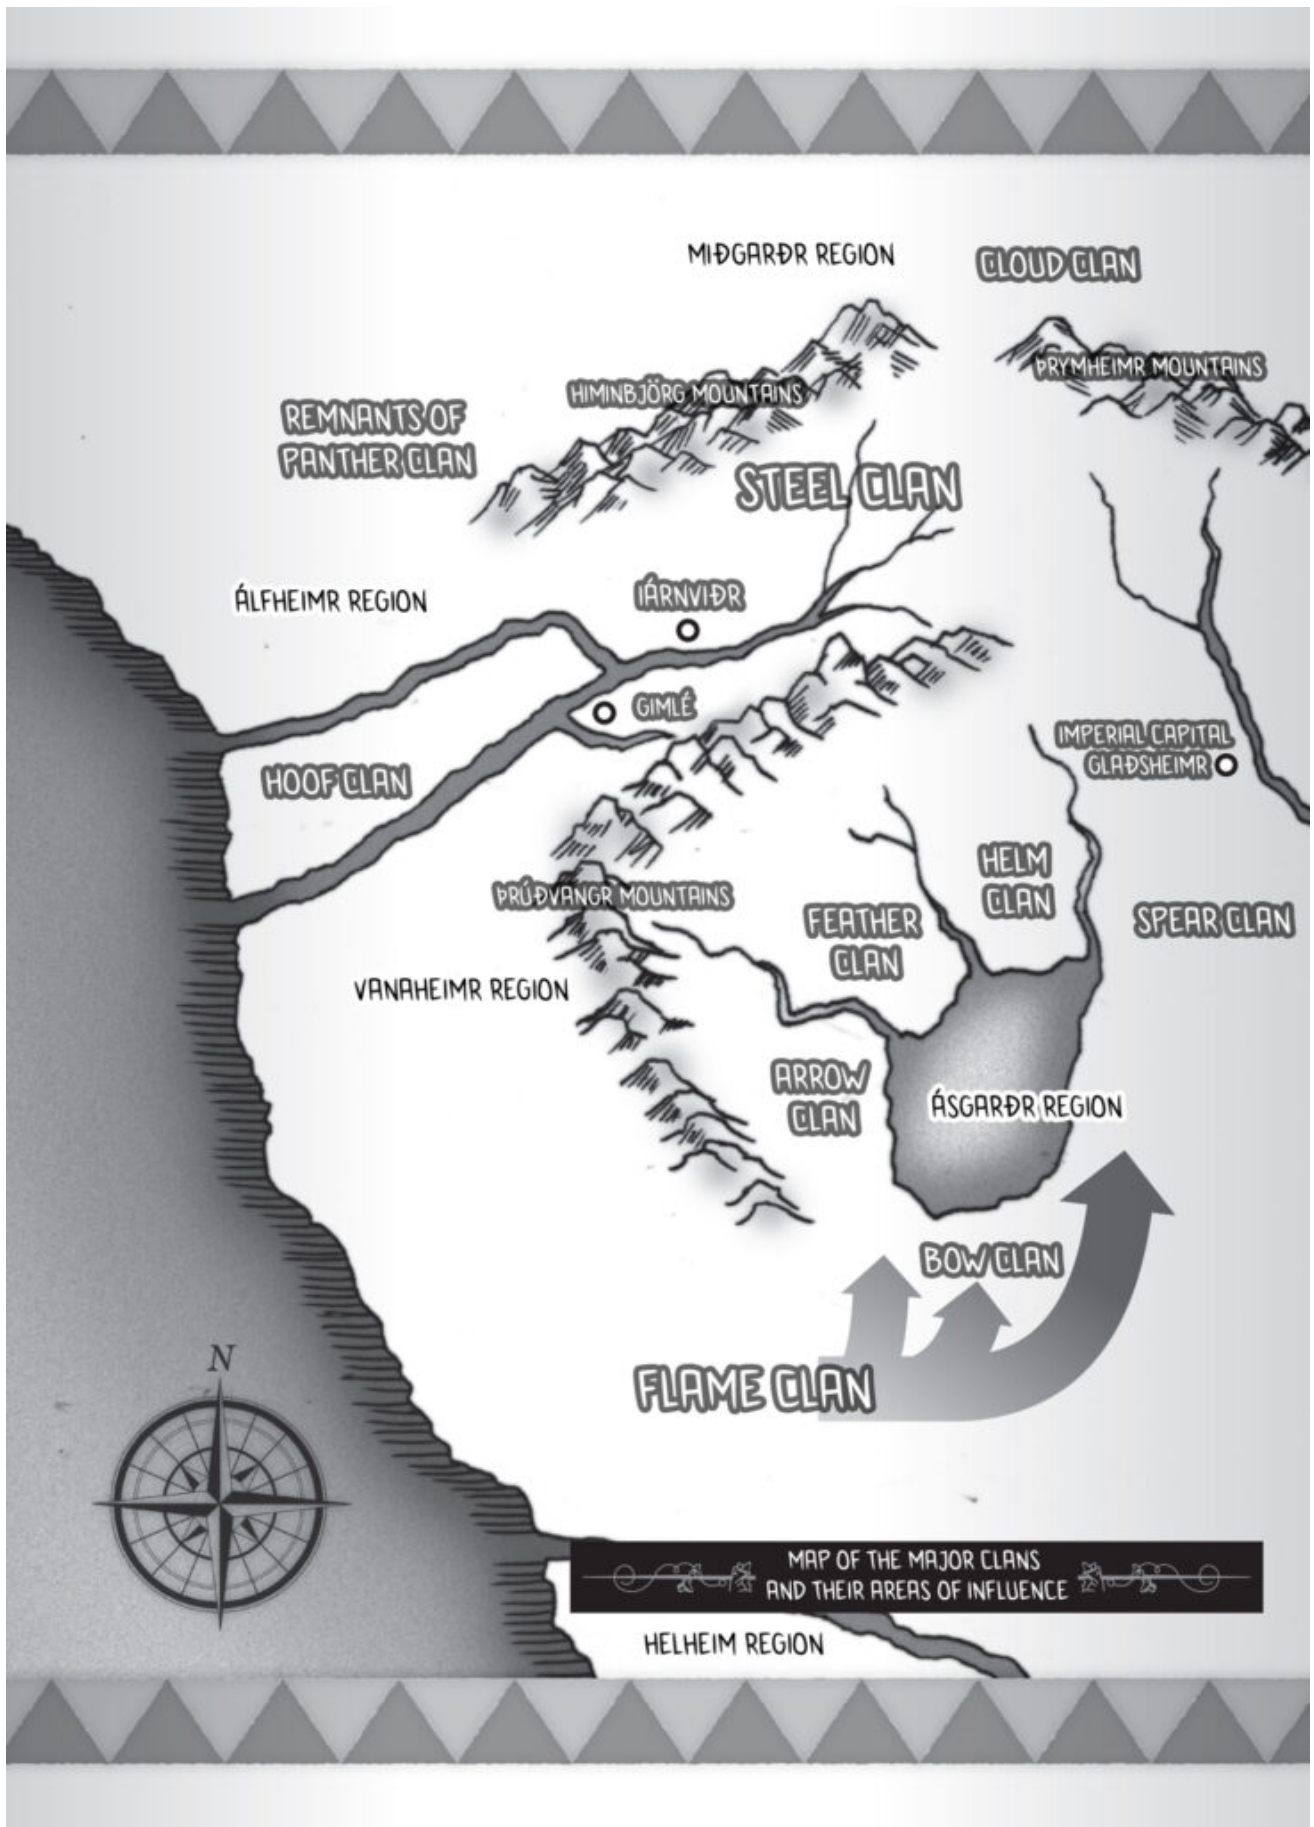 MIÐGARÐR REGION
CLOUD CLAN
ÞRYMHEIMR MOUNTAINS
HIMINBJÖRG MOUNTAINS
REMNANTS OF
PANTHER CLAN
STEEL CLAN
ÁLFHEIMR REGION
IÁRNVIÐR
GIMLÉ
IMPERIAL CAPITAL
GLAÐSHEIMR
HOOF CLAN
HELM
CLAN
ÞRÚÐVANGR MOUNTAINS
FEATHER
CLAN
SPEAR CLAN
VANAHEIMR REGION
ARROW
CLAN
ÁSGARÐR REGION
BOW CLAN
FLAME CLAN
N
MAP OF THE MAJOR CLANS
AND THEIR AREAS OF INFLUENCE
HELHEIM REGION